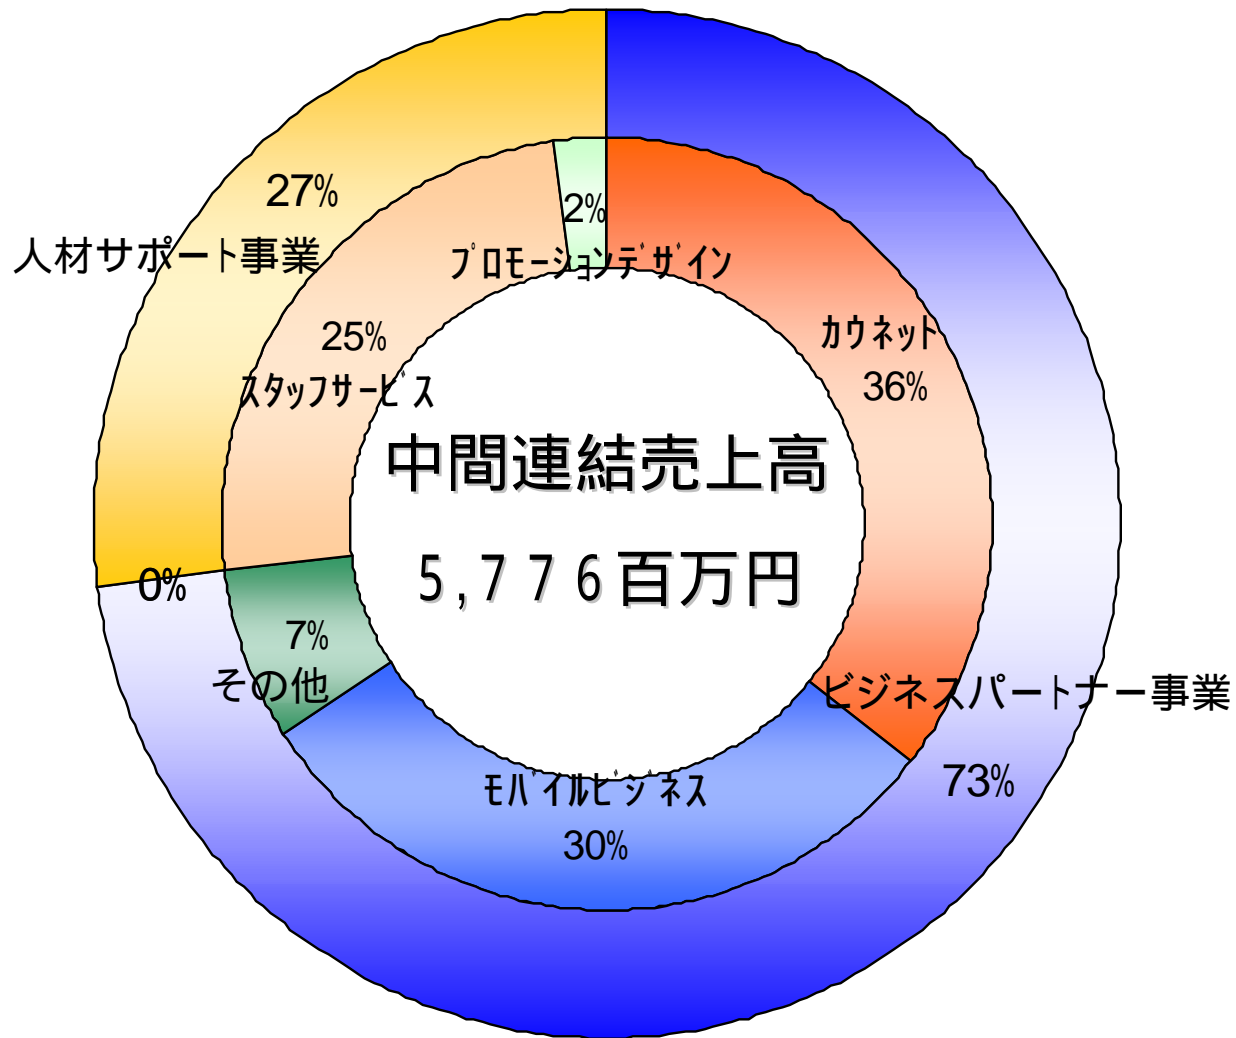 27%
人材サポート事業
2%
ﾌﾟﾛﾓｰｼｮﾝﾃﾞｻﾞｲﾝ
25%
ｽﾀｯﾌｻｰﾋﾞｽ
ｶｳﾈｯﾄ
36%
中間連結売上高
５,７７６百万円
0%
7%
その他
ビジネスパートナー事業
73%
ﾓﾊﾞｲﾙﾋﾞｼﾞﾈｽ
30%